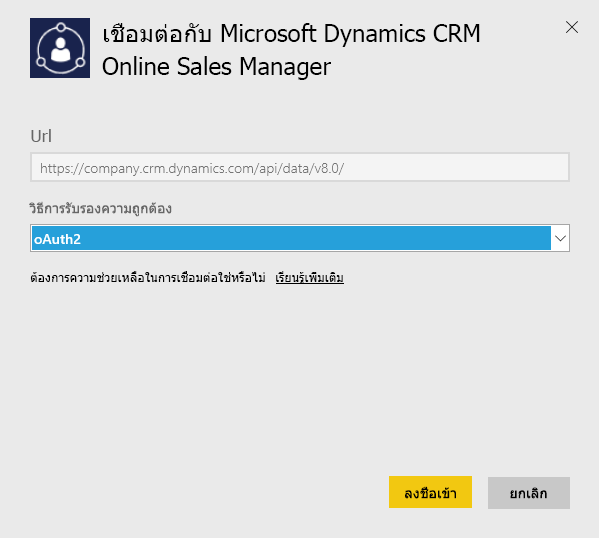 เชื่อมต่อกับ Microsoft Dynamics CRM
Online Sales Manager
Url
https://company.crm.dynamics.com/api/data/v8.0/
วิธีการรับรองความถูกต้อง
oAuth2
ต้องการความช่วยเหลือในการเชื่อมต่อใช่หรือไม่ เรียนรู้เพิ่มเติม
ลงชื่อเข้า ยกเลิก